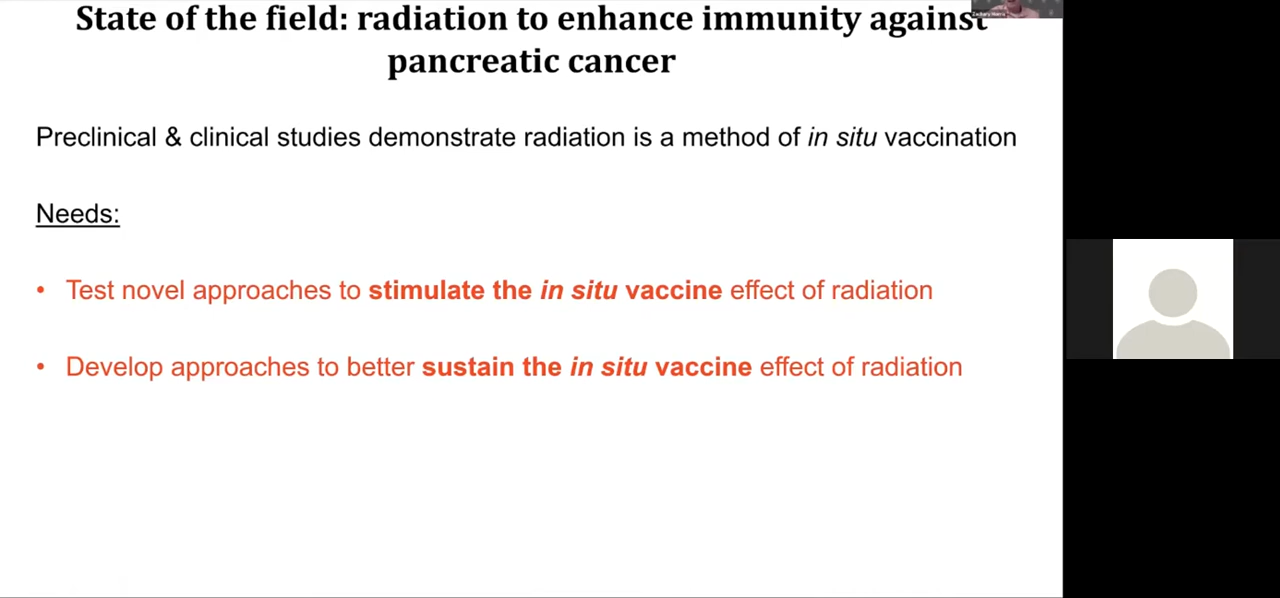 State of the field: radiation to enhance immunity against
pancreatic cancer
Preclinical & clinical studies demonstrate radiation is a method of in situ vaccination
Needs:
• Test novel approaches to stimulate the in situ vaccine effect of radiation
• Develop approaches to better sustain the in situ vaccine effect of radiation